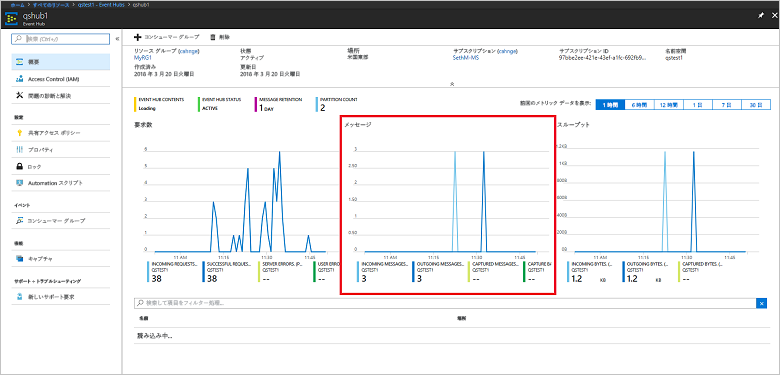 ホーム > すべてのリソース > qstest1 - Event Hubs > qshub1
qshub1
Event Hub
検索 (Ctrl+/)
概要
Access Control (IAM)
問題の診断と解決
設定
共有アクセス ポリシー
プロパティ
ロック
Automation スクリプト
イベント
コンシューマー グループ
機能
キャプチャ
サポート + トラブルシューティング
新しいサポート要求
コンシューマー グループ
削除
リソース グループ (cahnge)
MyRG1
作成済み
2018 年 3 月 20 日火曜日
状態
アクティブ
更新日
2018 年 3 月 20 日火曜日
場所
米国東部
サブスクリプション (cahnge)
SethM-MS
サブスクリプション ID
97bbe2ee-421e-43ef-a1fc-692fb9...
名前空間
qstest1
EVENT HUB CONTENTS
Loading
EVENT HUB STATUS
ACTIVE
MESSAGE RETENTION
1 DAY
PARTITION COUNT
2
前回のメトリック データを表示:
1 時間
6 時間
12 時間
1 日
7 日
30 日
要求数
6
5
4
3
2
1
0
11 AM
11:15
11:30
11:45
INCOMING REQUESTS...
QSTEST1
38
SUCCESSFUL REQUES...
QSTEST1
38
SERVER ERRORS. (P...
QSTEST1
--
USER ERRO...
QSTEST1
--
メッセージ
3
2.50
2
1.50
1
0.50
0
11 AM
11:15
11:30
11:45
INCOMING MESSAGES...
QSTEST1
3
OUTGOING MESSAGES...
QSTEST1
3
CAPTURED MESSAGES...
QSTEST1
--
CAPTURE BA
QSTEST1
--
スループット
1.2KB
1KB
800B
600B
400B
200B
0B
11 AM
11:15
11:30
11:45
INCOMING BYTES. (...
QSTEST1
1.2 KB
OUTGOING BYTES. (...
QSTEST1
1.2 KB
CAPTURED BYTES. (...
QSTEST1
--
検索して項目をフィルター処理...
名前
場所
読み込み中...